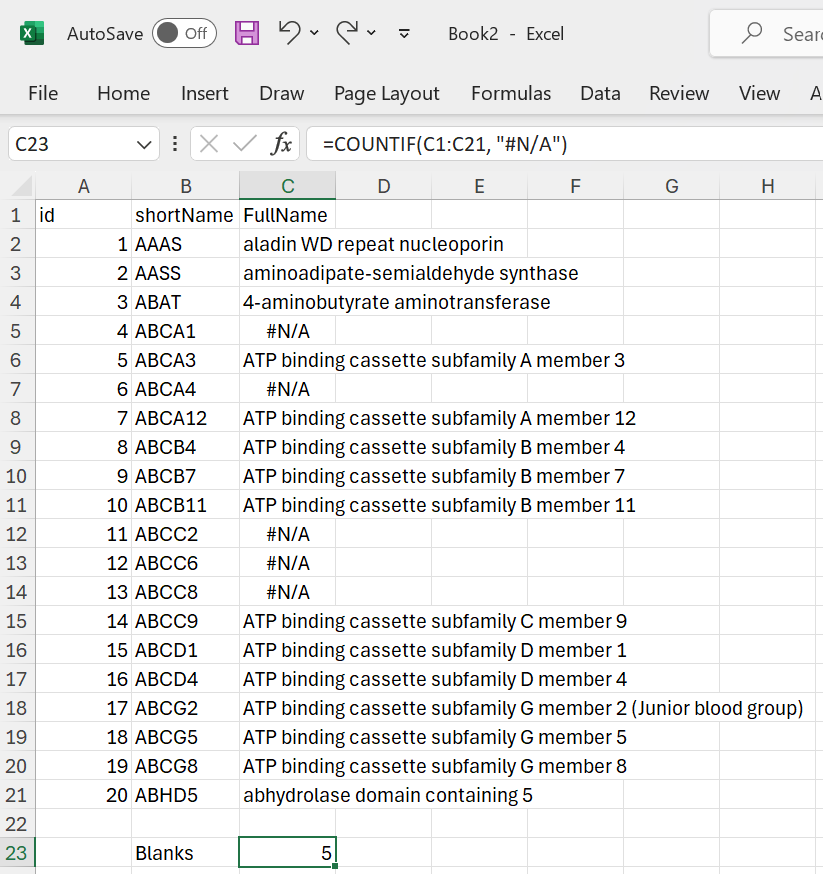 AutoSave Off Book2 - Excel
File Home Insert Draw Page Layout Formulas Data Review View
C23 fx =COUNTIF(C1:C21, "#N/A")
A B C D E F G H
1 id shortName FullName
2 1 AAAS aladin WD repeat nucleoporin
3 2 AASS aminoadipate-semialdehyde synthase
4 3 ABAT 4-aminobutyrate aminotransferase
5 4 ABCA1 #N/A
6 5 ABCA3 ATP binding cassette subfamily A member 3
7 6 ABCA4 #N/A
8 7 ABCA12 ATP binding cassette subfamily A member 12
9 8 ABCB4 ATP binding cassette subfamily B member 4
10 9 ABCB7 ATP binding cassette subfamily B member 7
11 10 ABCB11 ATP binding cassette subfamily B member 11
12 11 ABCC2 #N/A
13 12 ABCC6 #N/A
14 13 ABCC8 #N/A
15 14 ABCC9 ATP binding cassette subfamily C member 9
16 15 ABCD1 ATP binding cassette subfamily D member 1
17 16 ABCD4 ATP binding cassette subfamily D member 4
18 17 ABCG2 ATP binding cassette subfamily G member 2 (Junior blood group)
19 18 ABCG5 ATP binding cassette subfamily G member 5
20 19 ABCG8 ATP binding cassette subfamily G member 8
21 20 ABHD5 abhydrolase domain containing 5
22
23 Blanks 5